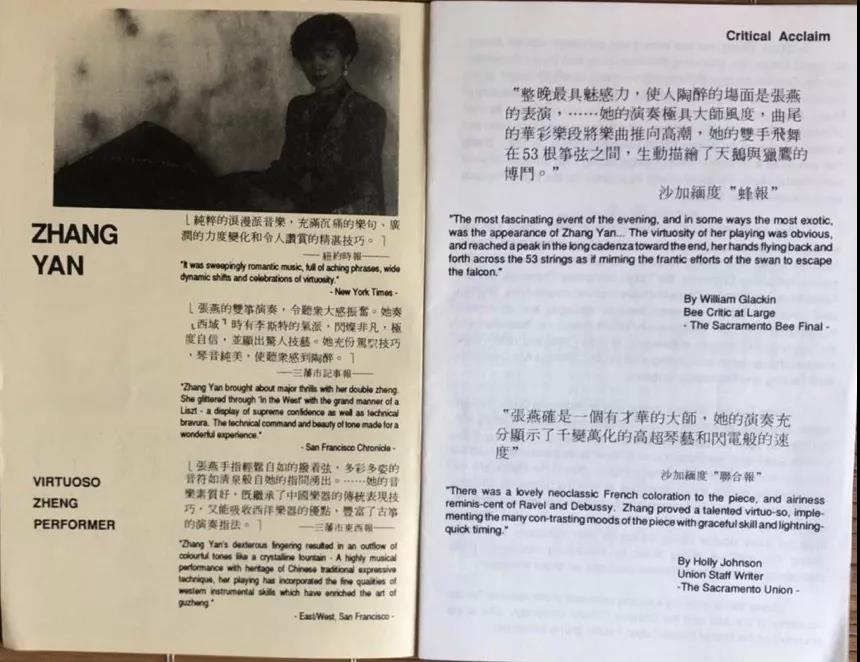 ZHANG
YAN
VIRTUOSO
ZHENG
PERFORMER
「純粹的浪漫派音樂，充滿沉痛的樂句、廣
潤的力度變化和令人讚賞的精湛技巧。」
——紐約時報——
"It was sweepingly romantic music, full of aching phrases, wide
dynamic shifts and celebrations of virtuosity."
- New York Times -
「張燕的雙箏演奏，令聽衆大感振奮。她奏
「西域」時有李斯特的氣派，閃爍非凡，極
度自信，並顯出驚人技藝。她充份駕馭技巧
，琴音純美，使聽衆感到陶醉。」
——三藩市記事報——
"Zhang Yan brought about major thrills with her double zheng.
She glittered through 'In the West' with the grand manner of a
Liszt - a display of supreme confidence as well as technical
bravura. The technical command and beauty of tone made for a
wonderful experience."
- San Francisco Chronicle -
「張燕手指輕鬆自如的撥着弦，多彩多姿的
音符如清泉般自她的指間湧出。……她的音
樂素質好，既繼承了中國樂器的傳統表現技
巧，又能吸收西洋樂器的優點，豐富了古箏
的演奏指法。」 ——三藩市東西報——
"Zhang Yan's dexterous fingering resulted in an outflow of
colourful tones like a crystalline fountain - A highly musical
performance with heritage of Chinese traditional expressive
technique, her playing has incorporated the fine qualities of
western instrumental skills which have enriched the art of
guzheng."
- East/West, San Francisco -
Critical Acclaim
"整晚最具魅感力，使人陶醉的場面是張燕
的表演，……她的演奏極具大師風度，曲尾
的華彩樂段將樂曲推向高潮，她的雙手飛舞
在53根箏弦之間，生動描繪了天鵝與獵鷹的
博鬥。"
沙加緬度"蜂報"
"The most fascinating event of the evening, and in some ways the most exotic,
was the appearance of Zhang Yan... The virtuosity of her playing was obvious,
and reached a peak in the long cadenza toward the end, her hands flying back and
forth across the 53 strings as if miming the frantic efforts of the swan to escape
the falcon."
By William Glackin
Bee Critic at Large
- The Sacramento Bee Final -
"張燕確是一個有才華的大師，她的演奏充
分顯示了千變萬化的高超琴藝和閃電般的速
度"
沙加緬度"聯合報"
"There was a lovely neoclassic French coloration to the piece, and airiness
reminis-cent of Ravel and Debussy. Zhang proved a talented virtuo-so, imple-
menting the many con-trasting moods of the piece with graceful skill and lightning-
quick timing."
By Holly Johnson
Union Staff Writer
-The Sacramento Union -